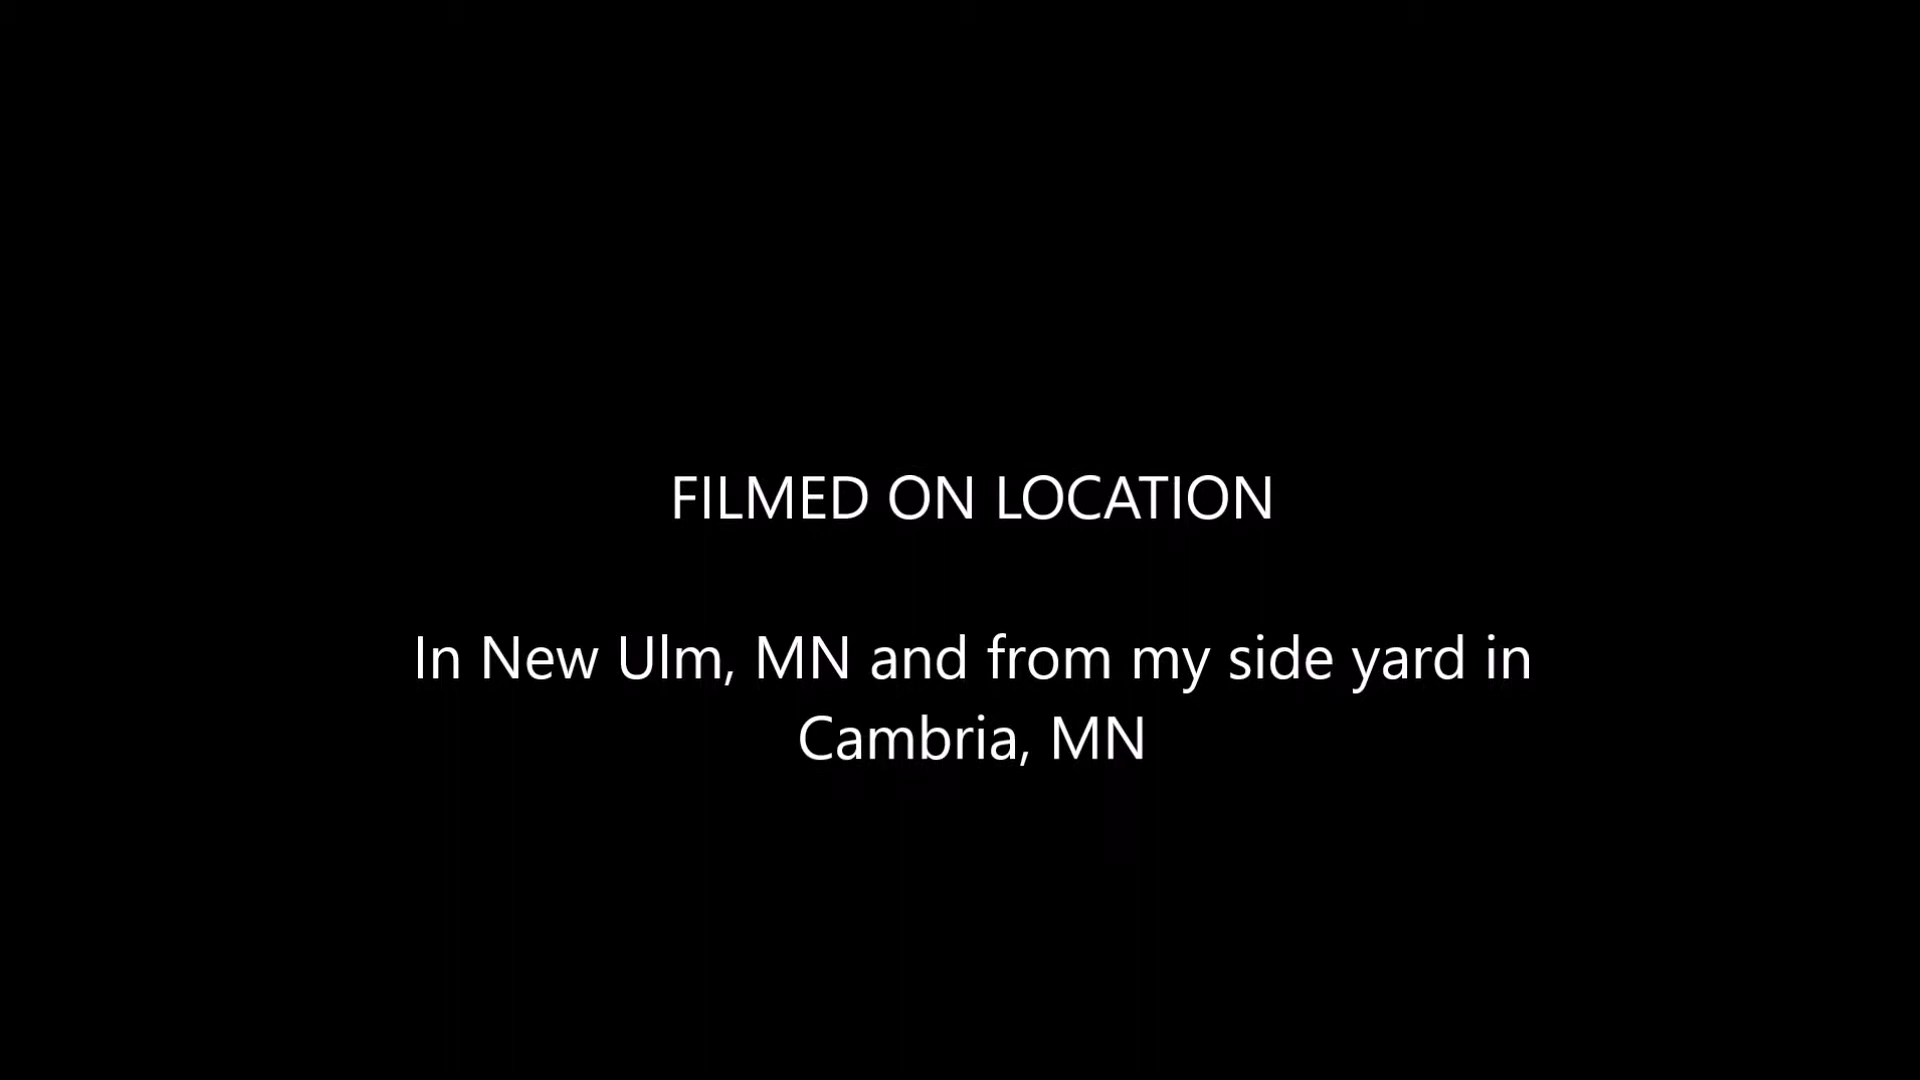 FILMED ON LOCATION
In New Ulm, MN and from my side yard in
Cambria, MN